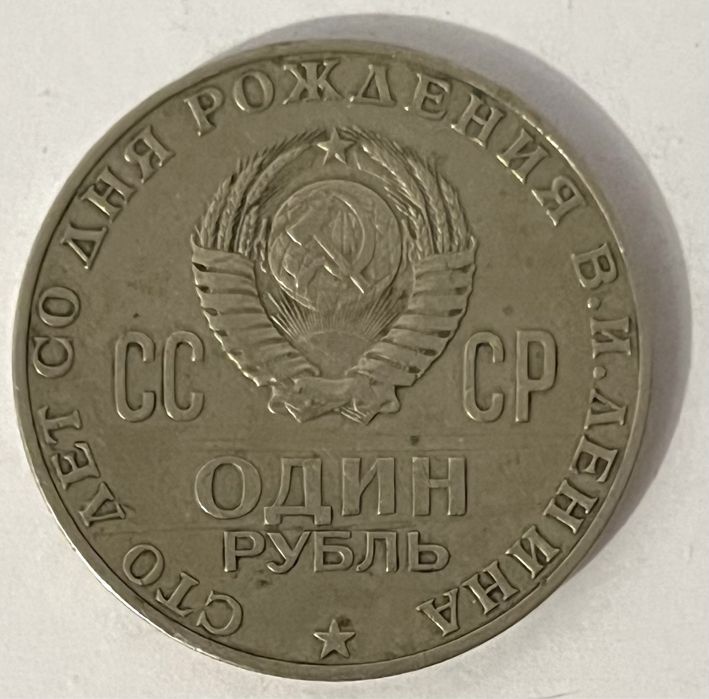 СТО ЛЕТ СО ДНЯ РОЖДЕНИЯ В.И.ЛЕНИНА
СС СР
ОДИН
РУБЛЬ